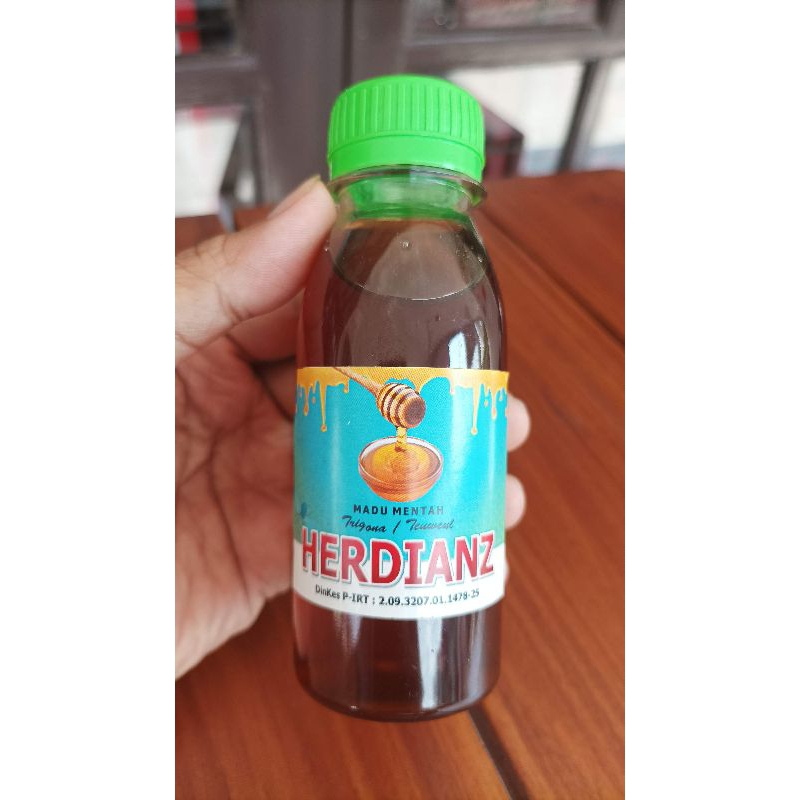 MADU MENTAH
Trigona / Teuweul
HERDIANZ
DinKes P-IRT : 2.09.3207.01.1478-25